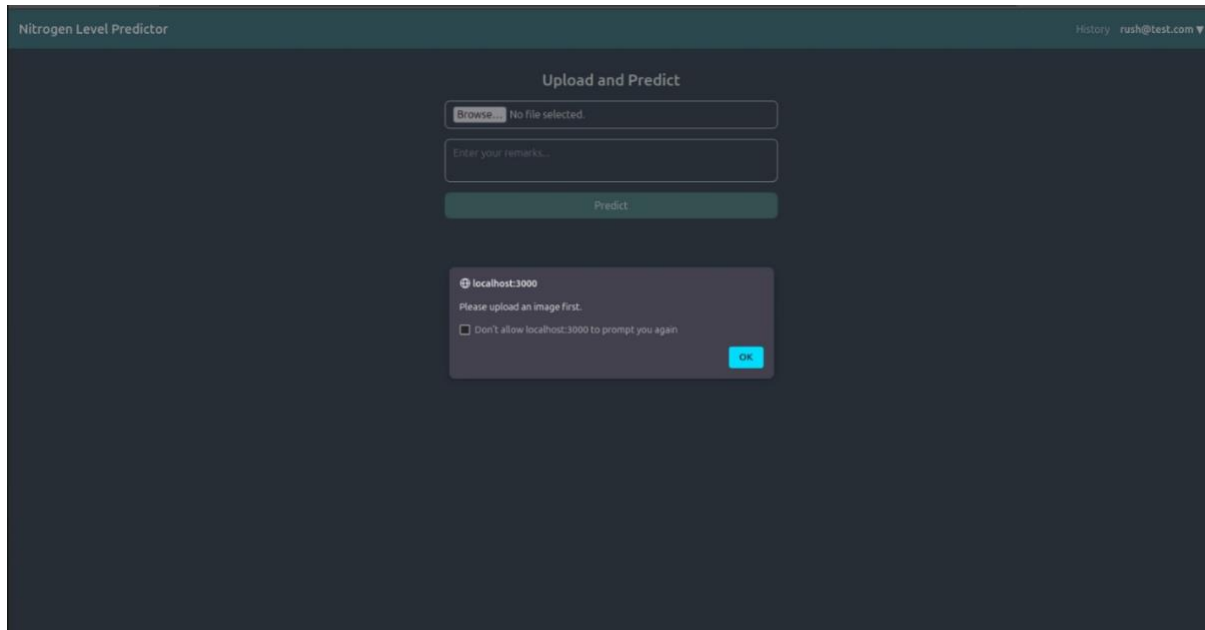 Nitrogen Level Predictor
History rush@test.com ▼
Upload and Predict
Browse... No file selected.
Enter your remarks...
Predict
localhost:3000
Please upload an image first.
Don't allow localhost:3000 to prompt you again
OK